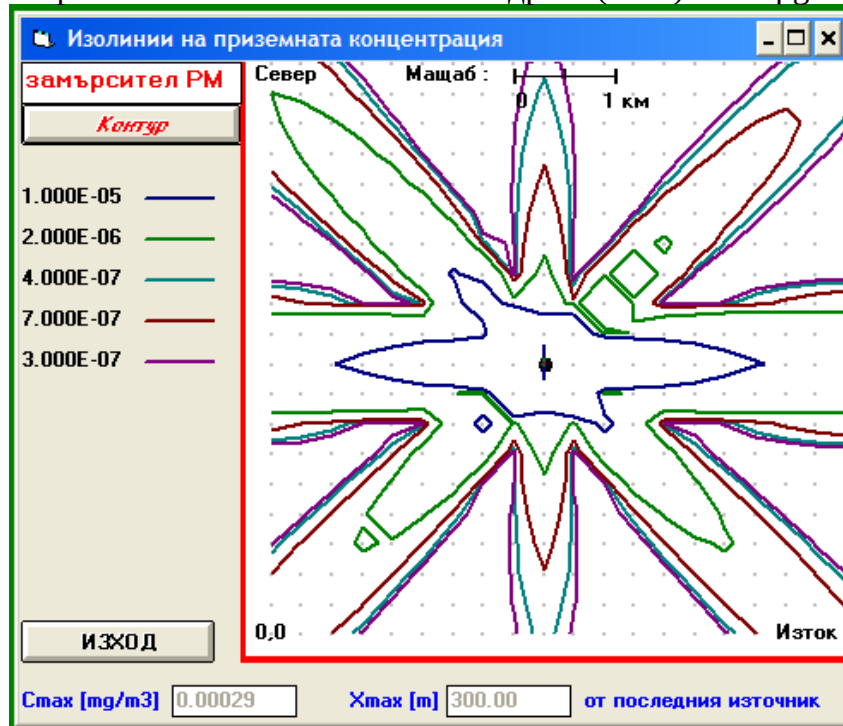 Изолинии на приземната концентрация
замърсител PM
Контур
1.000E-05
2.000E-06
4.000E-07
7.000E-07
3.000E-07
ИЗХОД
Север Мащаб :
0 1 км
0,0 Изток
Cmax [mg/m3] 0.00029 Xmax [m] 300.00 от последния източник